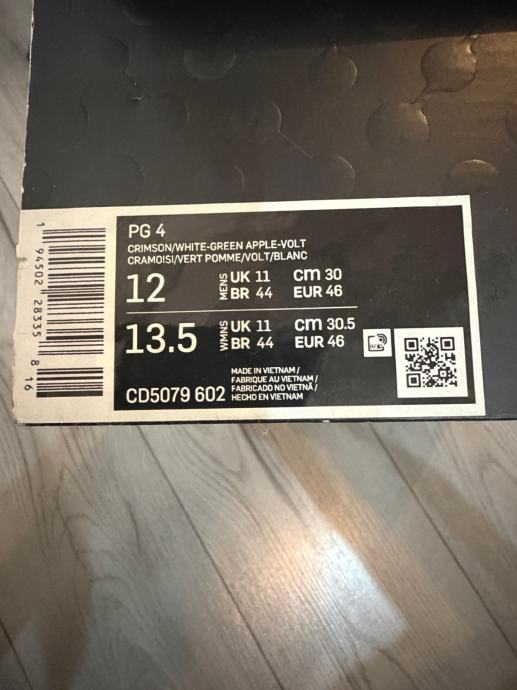 PG 4
CRIMSON/WHITE-GREEN APPLE-VOLT
CRAMOISI/VERT POMME/VOLT/BLANC
12 MENS UK 11 CM 30
BR 44 EUR 46
13.5 WMNS UK 11 CM 30.5
BR 44 EUR 46
CD5079 602
MADE IN VIETNAM /
FABRIQUE AU VIETNAM /
FABRICADO NO VIETNÃ /
HECHO EN VIETNAM
1 94502 28335 8 16